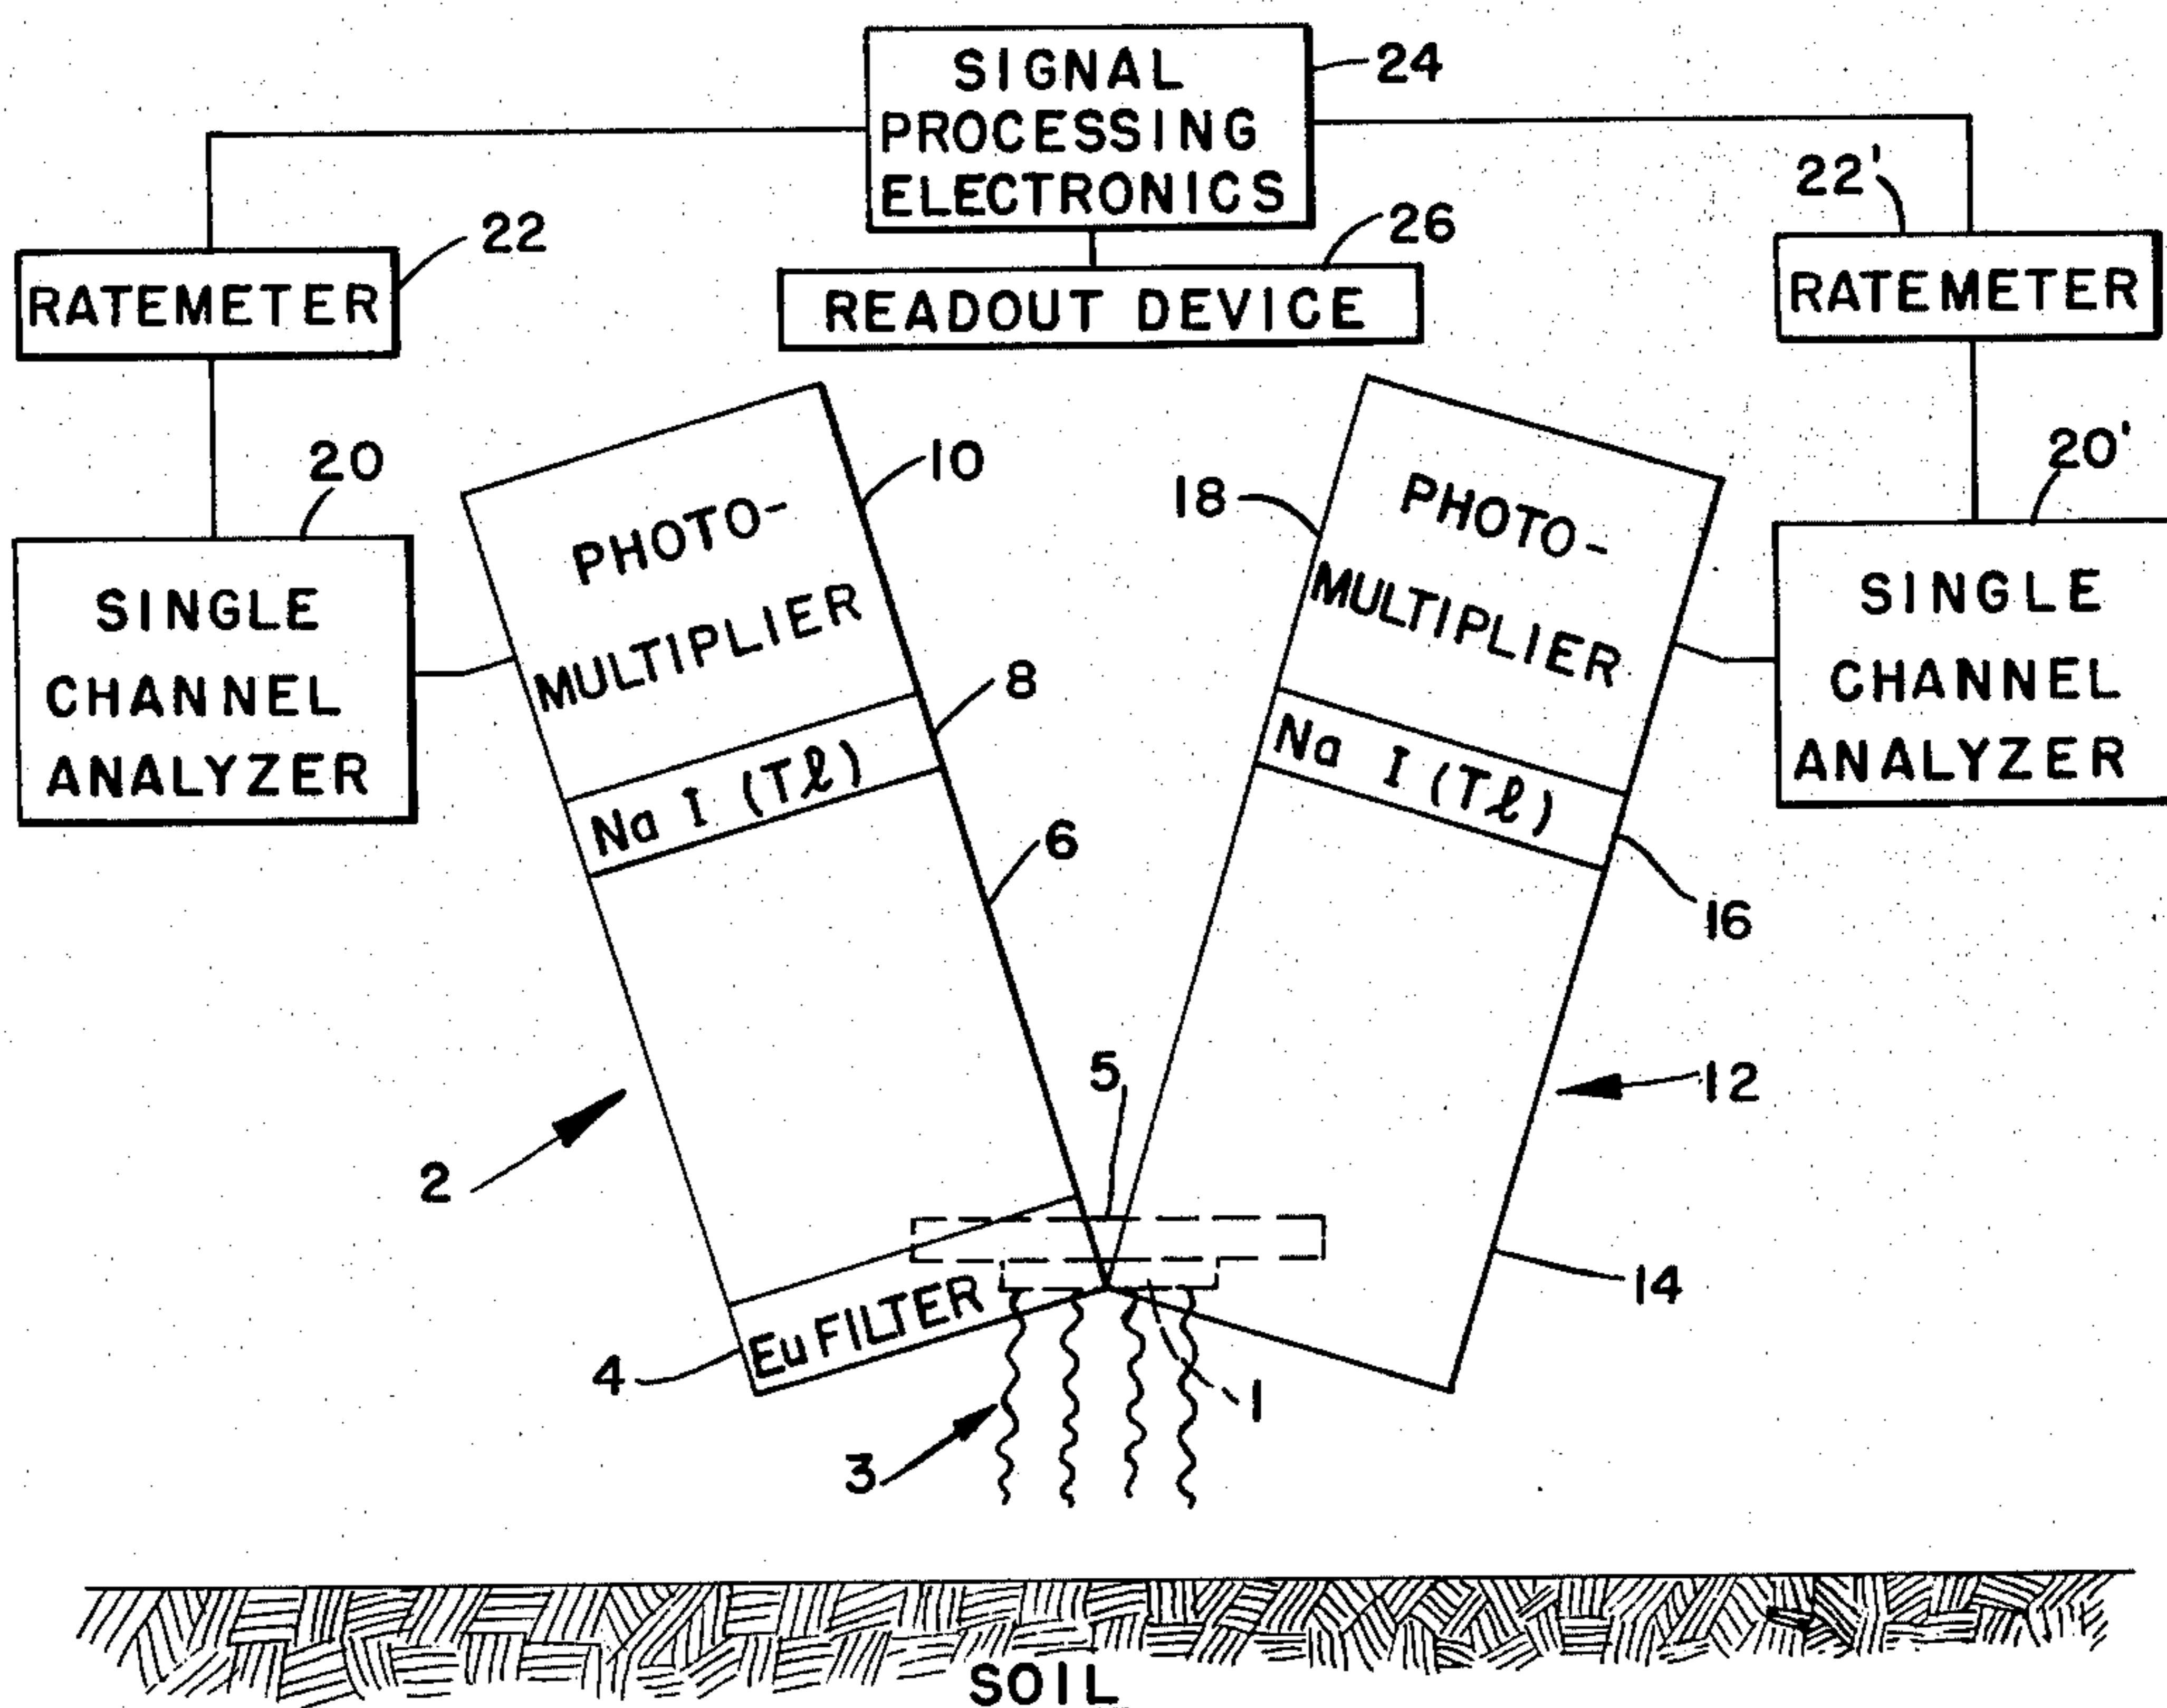 SIGNAL
PROCESSING
ELECTRONICS
24
22'
22
26
RATEMETER
READOUT DEVICE
RATEMETER
20
10
18
20'
PHOTO-
MULTIPLIER
PHOTO-
MULTIPLIER
SINGLE
CHANNEL
ANALYZER
SINGLE
CHANNEL
ANALYZER
8
Na I (Tl)
Na I (Tl)
6
16
5
12
2
14
Eu FILTER
4
1
3
SOIL